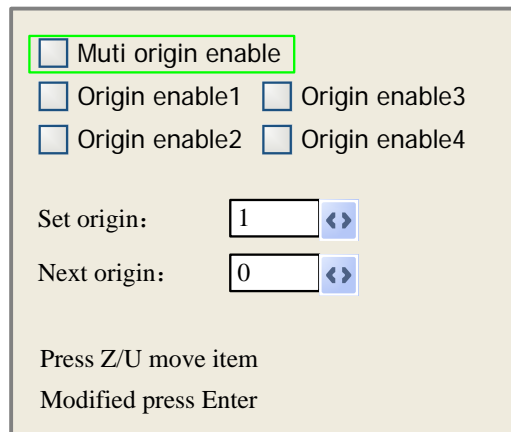 Muti origin enable
Origin enable1 Origin enable3
Origin enable2 Origin enable4
Set origin： 1
Next origin： 0
Press Z/U move item
Modified press Enter